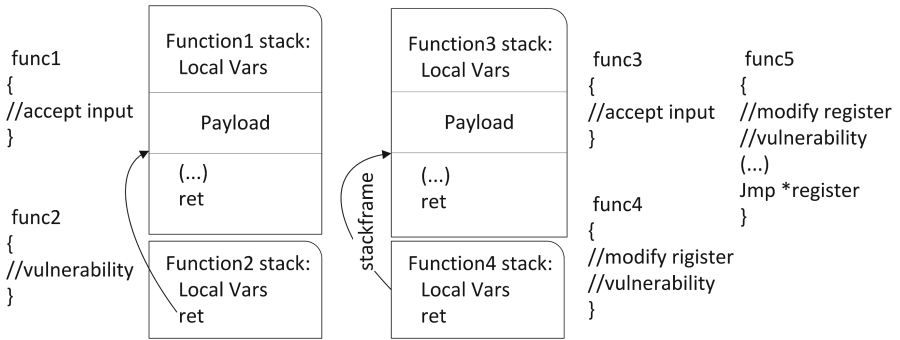 func1
{
//accept input
}
func2
{
//vulnerability
}
Function1 stack:
Local Vars
Payload
(...)
ret
Function2 stack:
Local Vars
ret
stackframe
Function3 stack:
Local Vars
Payload
(...)
ret
Function4 stack:
Local Vars
ret
func3
{
//accept input
}
func4
{
//modify rigister
//vulnerability
}
func5
{
//modify register
//vulnerability
(...)
Jmp *register
}